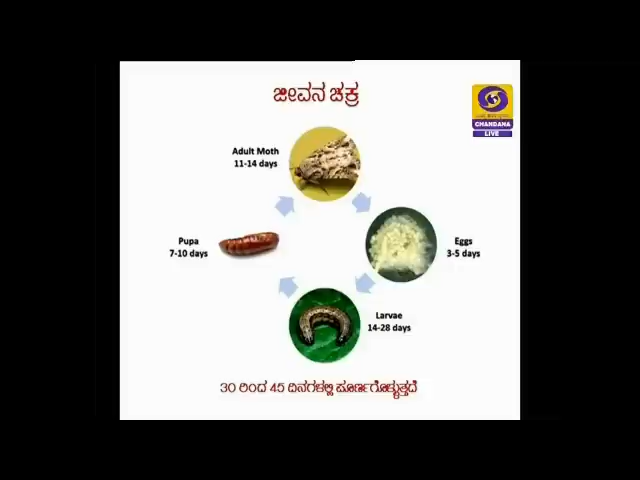 ಜೀವನ ಚಕ್ರ
CHANDANA
LIVE
Adult Moth
11-14 days
Pupa
7-10 days
Eggs
3-5 days
Larvae
14-28 days
30 ರಿಂದ 45 ದಿನಗಳಲ್ಲಿ ಪೂರ್ಣಗೊಳ್ಳುತ್ತದೆ